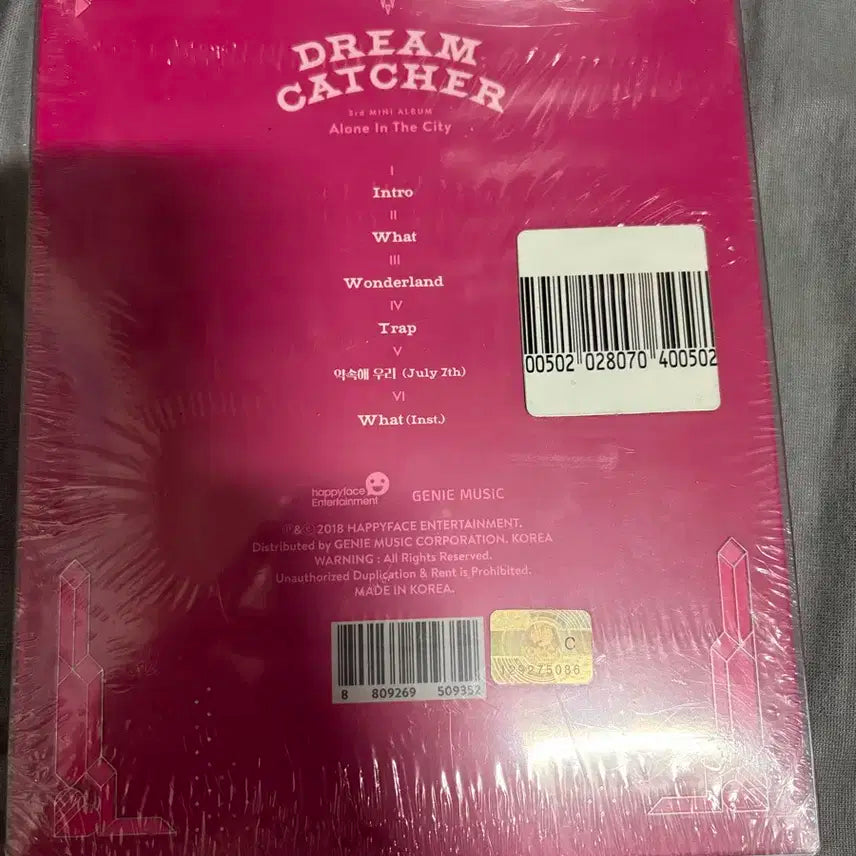 DREAM
CATCHER
3rd MINI ALBUM
Alone In The City
I
Intro
II
What
III
Wonderland
IV
Trap
V
약속해 우리 (July 7th)
VI
What (Inst.)
00502 028070 400502
happyface
Entertainment
GENIE MUSiC
Ⓟ&ⓒ 2018 HAPPYFACE ENTERTAINMENT.
Distributed by GENIE MUSIC CORPORATION. KOREA
WARNING : All Rights Reserved.
Unauthorized Duplication & Rent is Prohibited.
MADE IN KOREA.
8 809269 509352
C
129275086